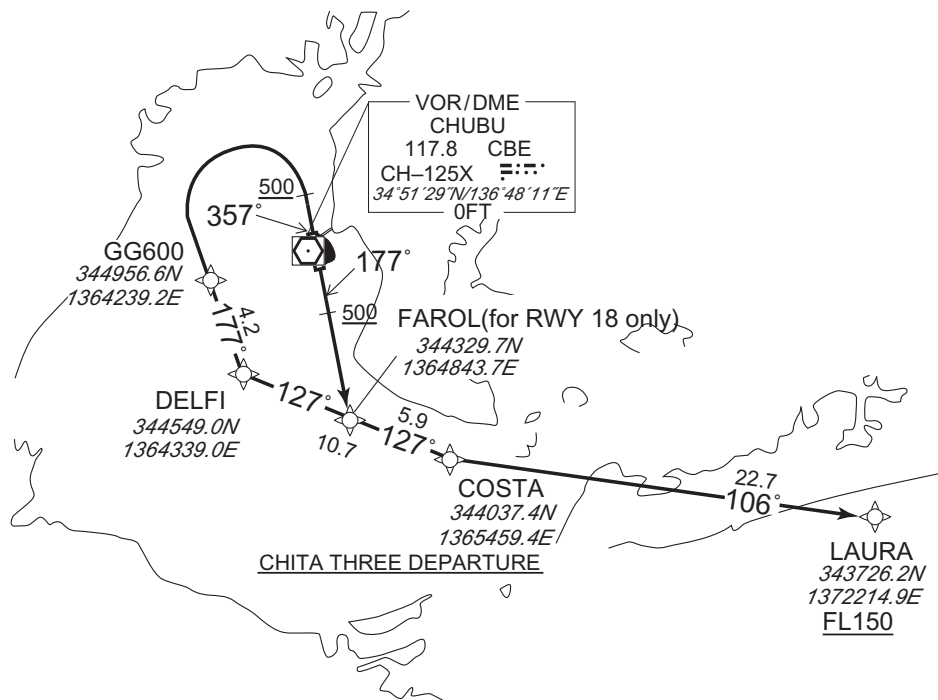 VOR/DME
CHUBU
117.8 CBE
CH–125X
34°51′29″N/136°48′11″E
0FT
500
357°
177°
GG600
344956.6N
1364239.2E
500
FAROL(for RWY 18 only)
344329.7N
1364843.7E
4.2
177°
DELFI
344549.0N
1364339.0E
127°
10.7
5.9
127°
COSTA
344037.4N
1365459.4E
22.7
106°
LAURA
343726.2N
1372214.9E
FL150
CHITA THREE DEPARTURE